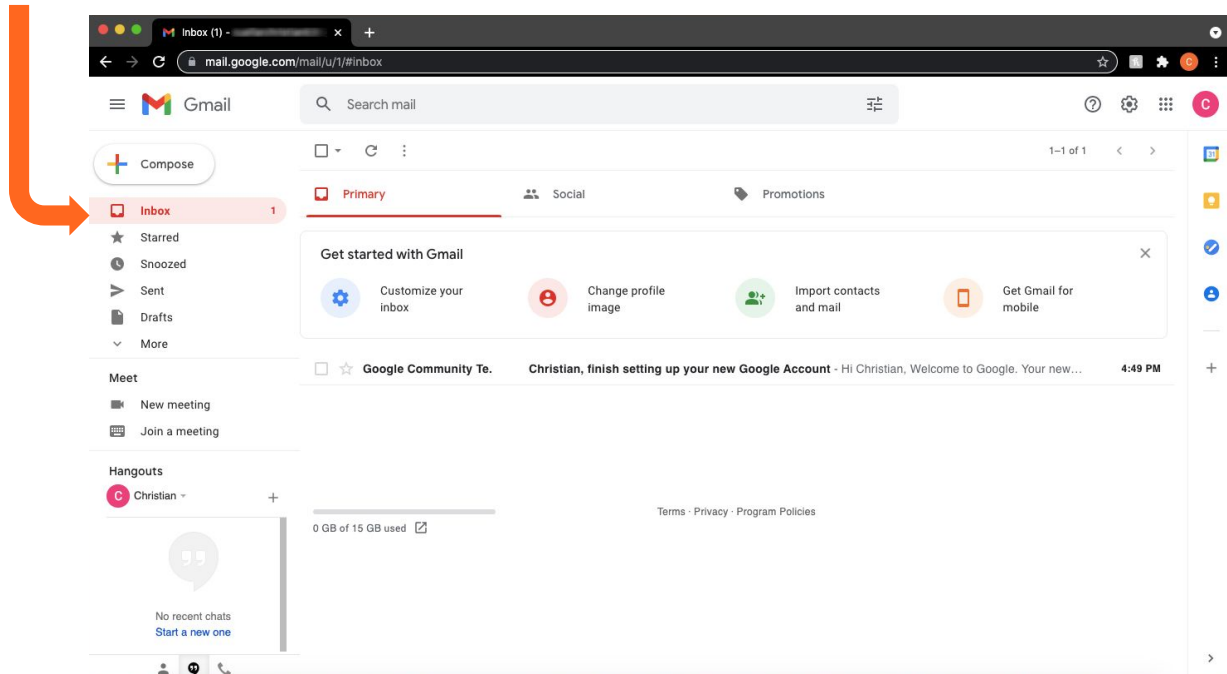 Inbox (1) -
mail.google.com/mail/u/1/#inbox
C
Gmail
Search mail
C
Compose
1–1 of 1
31
Primary
Social
Promotions
Inbox 1
Starred
Snoozed
Sent
Drafts
More
Get started with Gmail
Customize your
inbox
Change profile
image
Import contacts
and mail
Get Gmail for
mobile
Google Community Te. Christian, finish setting up your new Google Account - Hi Christian, Welcome to Google. Your new… 4:49 PM
Meet
New meeting
Join a meeting
Hangouts
C Christian
0 GB of 15 GB used
Terms · Privacy · Program Policies
No recent chats
Start a new one